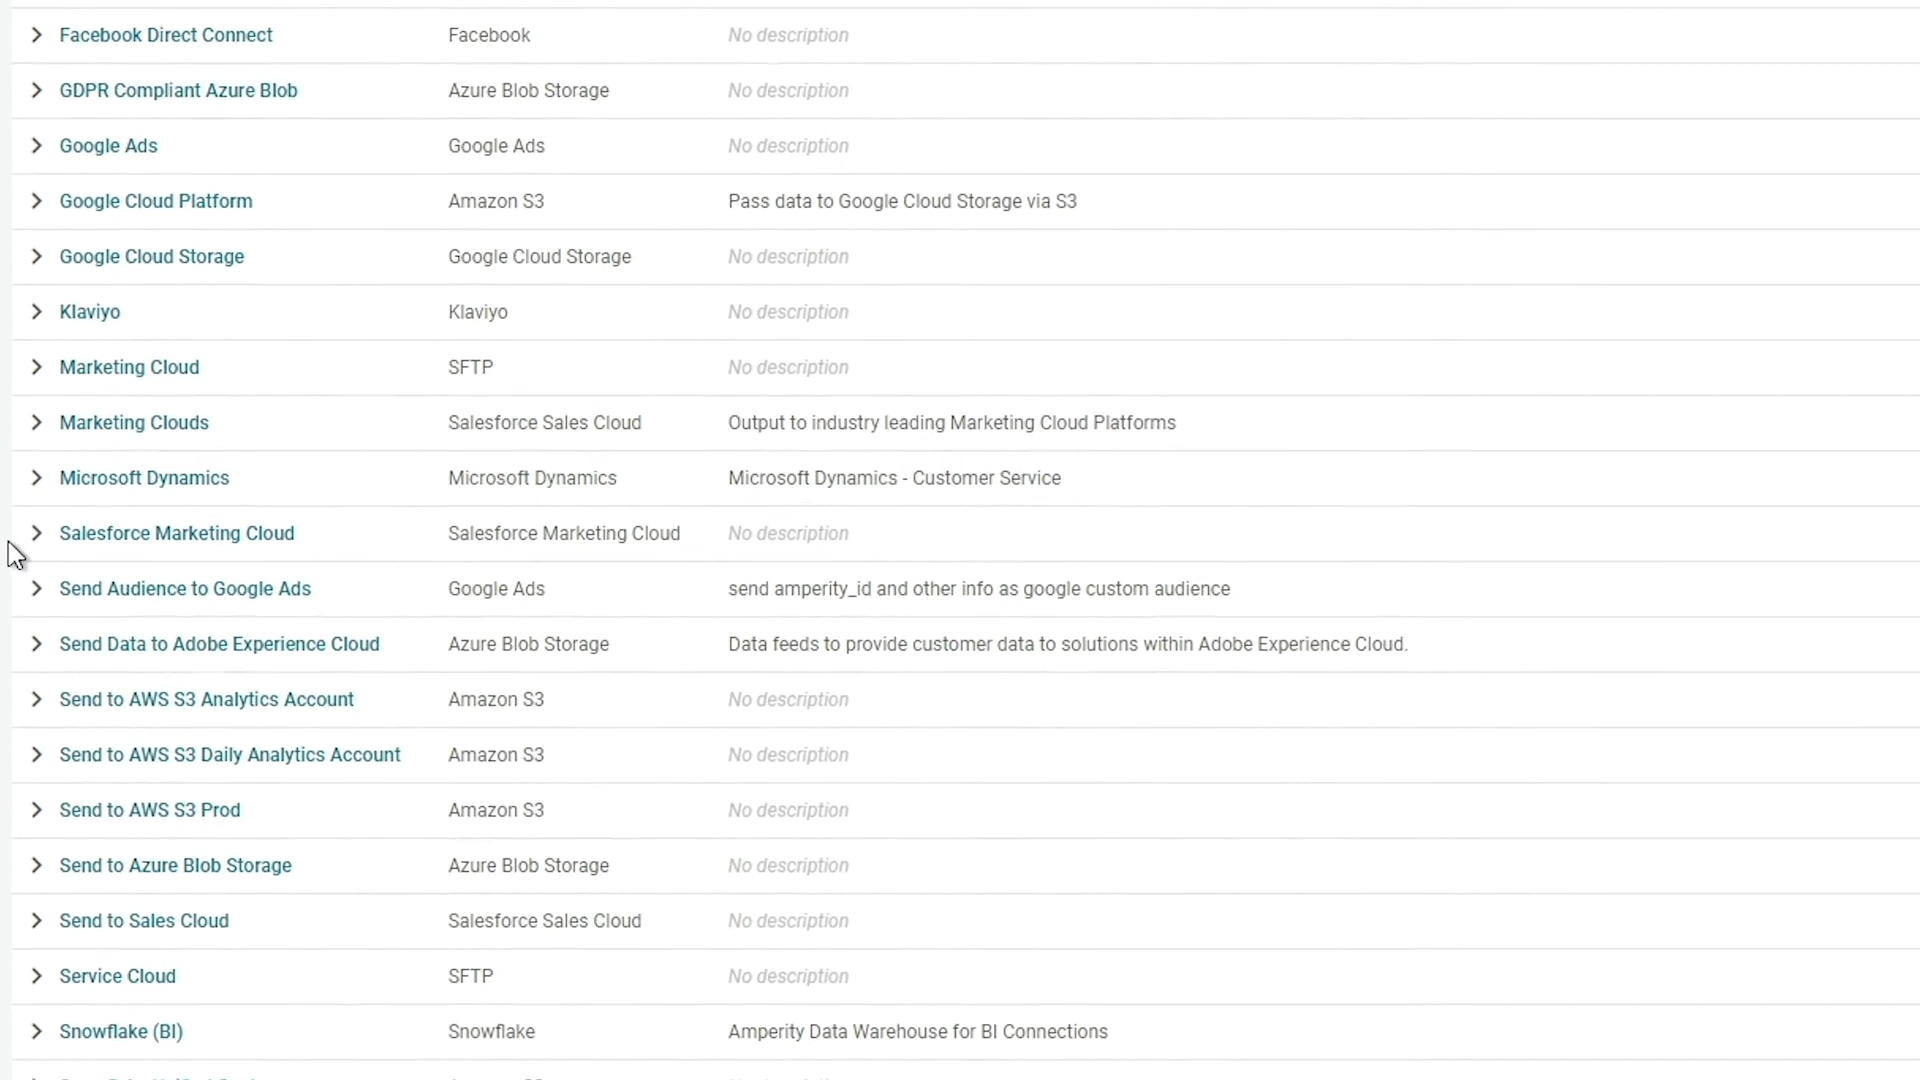 Facebook Direct Connect Facebook No description
GDPR Compliant Azure Blob Azure Blob Storage No description
Google Ads Google Ads No description
Google Cloud Platform Amazon S3 Pass data to Google Cloud Storage via S3
Google Cloud Storage Google Cloud Storage No description
Klaviyo Klaviyo No description
Marketing Cloud SFTP No description
Marketing Clouds Salesforce Sales Cloud Output to industry leading Marketing Cloud Platforms
Microsoft Dynamics Microsoft Dynamics Microsoft Dynamics - Customer Service
Salesforce Marketing Cloud Salesforce Marketing Cloud No description
Send Audience to Google Ads Google Ads send amperity_id and other info as google custom audience
Send Data to Adobe Experience Cloud Azure Blob Storage Data feeds to provide customer data to solutions within Adobe Experience Cloud.
Send to AWS S3 Analytics Account Amazon S3 No description
Send to AWS S3 Daily Analytics Account Amazon S3 No description
Send to AWS S3 Prod Amazon S3 No description
Send to Azure Blob Storage Azure Blob Storage No description
Send to Sales Cloud Salesforce Sales Cloud No description
Service Cloud SFTP No description
Snowflake (BI) Snowflake Amperity Data Warehouse for BI Connections